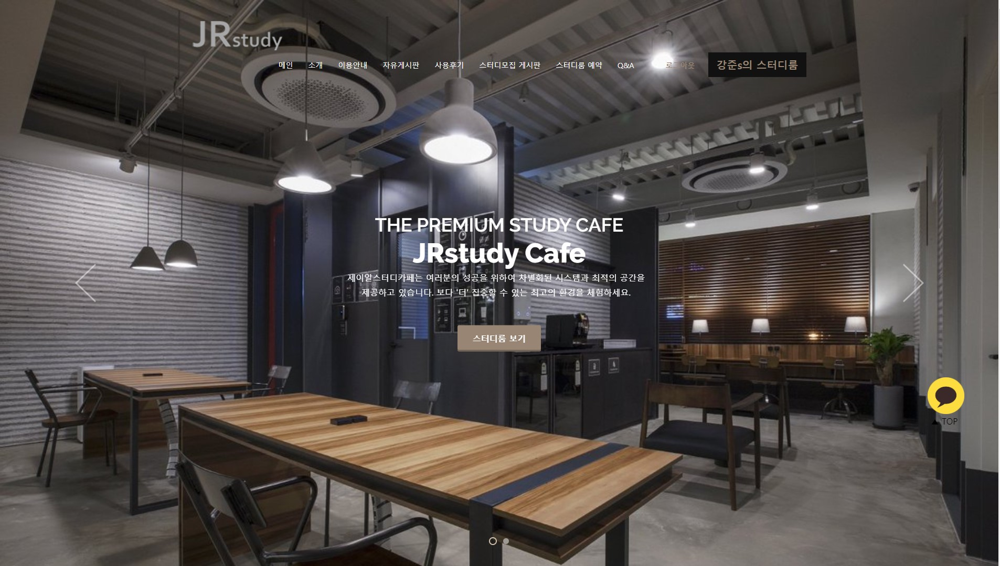 JRstudy
메인 소개 이용안내 자유게시판 사용후기 스터디모집 게시판 스터디룸 예약 Q&A 로그아웃 강준s의 스터디룸
THE PREMIUM STUDY CAFE
JRstudy Cafe
제이알스터디카페는 여러분의 성공을 위하여 차별화된 시스템과 최적의 공간을
제공하고 있습니다. 보다 '더' 집중할 수 있는 최고의 환경을 체험하세요.
스터디룸 보기
▲ TOP